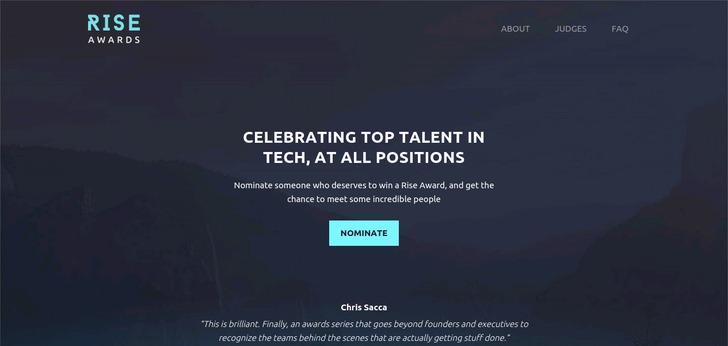 RISE
AWARDS
ABOUT JUDGES FAQ
CELEBRATING TOP TALENT IN
TECH, AT ALL POSITIONS
Nominate someone who deserves to win a Rise Award, and get the
chance to meet some incredible people
NOMINATE
Chris Sacca
"This is brilliant. Finally, an awards series that goes beyond founders and executives to
recognize the teams behind the scenes that are actually getting stuff done."